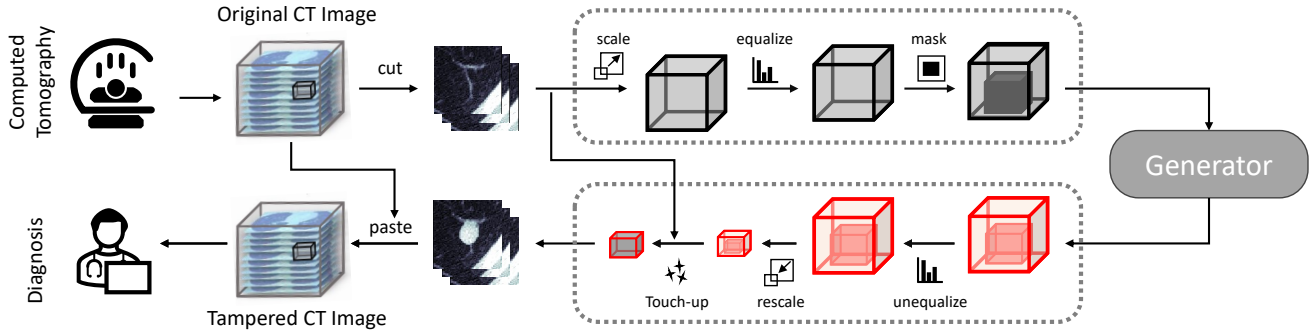 Original CT Image
Computed
Tomography
cut
scale
equalize
mask
Generator
Diagnosis
paste
Touch-up
rescale
unequalize
Tampered CT Image